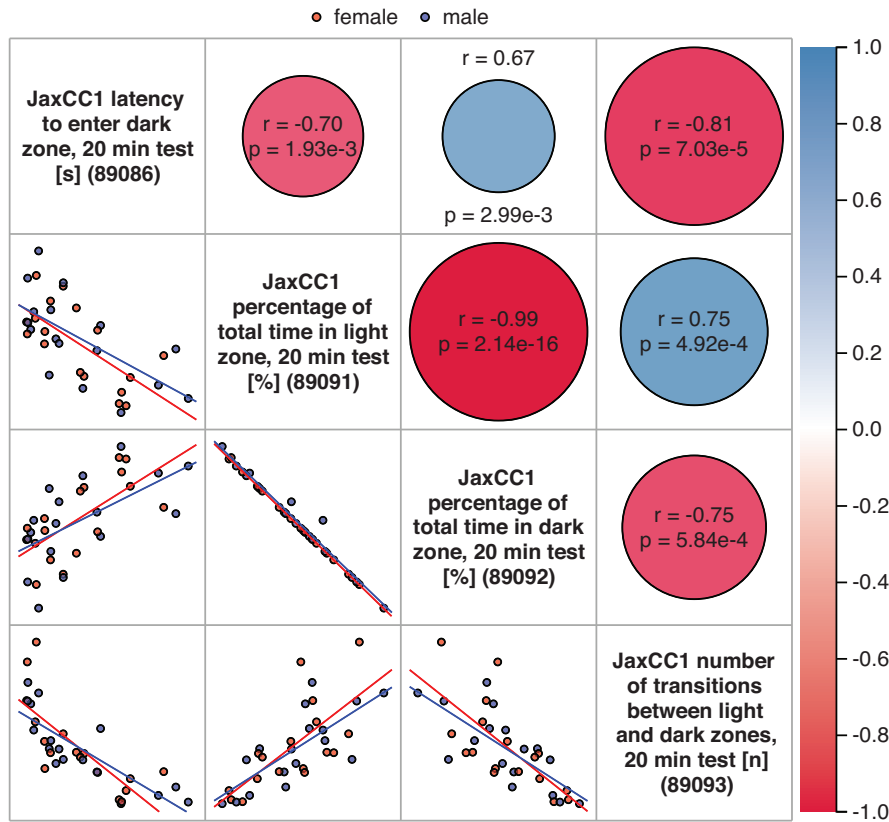 female male
JaxCC1 latency
to enter dark
zone, 20 min test
[s] (89086)
r = -0.70
p = 1.93e-3
r = 0.67
p = 2.99e-3
r = -0.81
p = 7.03e-5
JaxCC1
percentage of
total time in light
zone, 20 min test
[%] (89091)
r = -0.99
p = 2.14e-16
r = 0.75
p = 4.92e-4
JaxCC1
percentage of
total time in dark
zone, 20 min test
[%] (89092)
r = -0.75
p = 5.84e-4
JaxCC1 number
of transitions
between light
and dark zones,
20 min test [n]
(89093)
1.0
0.8
0.6
0.4
0.2
0.0
-0.2
-0.4
-0.6
-0.8
-1.0